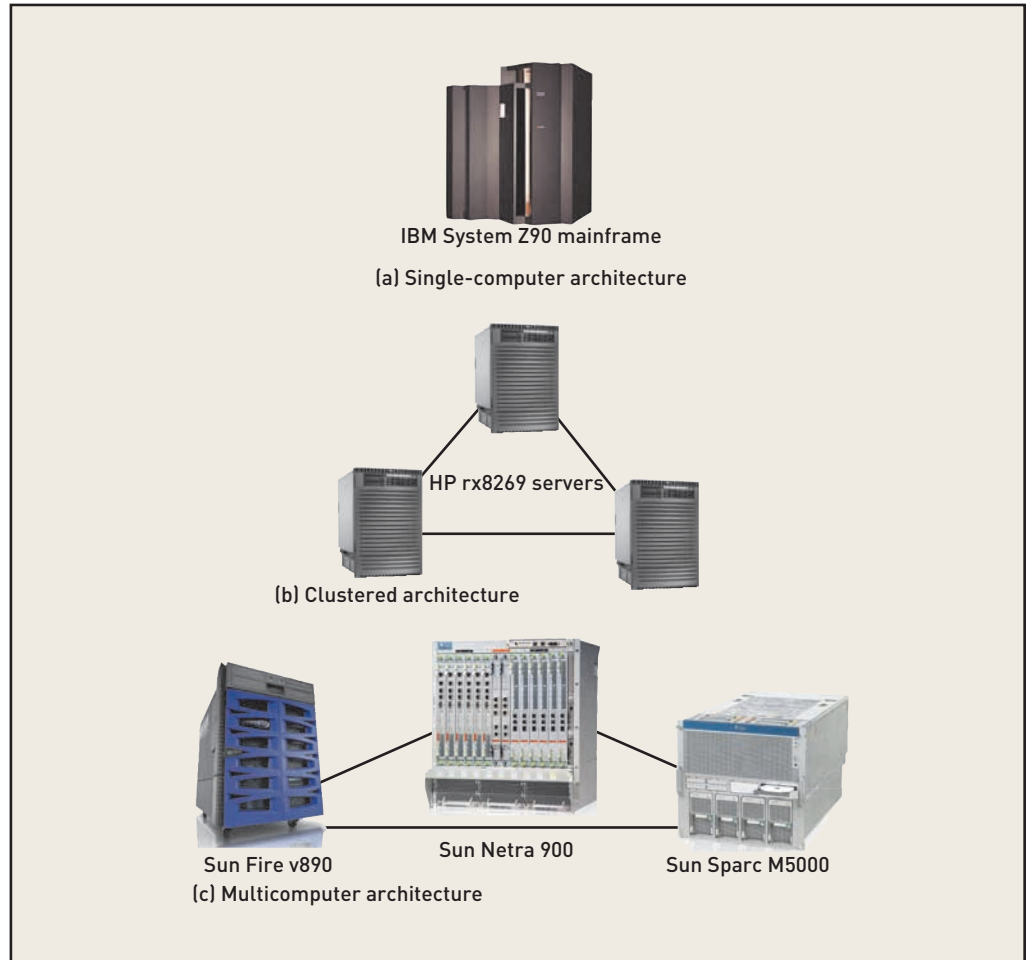 IBM System Z90 mainframe
(a) Single-computer architecture
HP rx8269 servers
(b) Clustered architecture
Sun Netra 900
Sun Fire v890
Sun Sparc M5000
(c) Multicomputer architecture